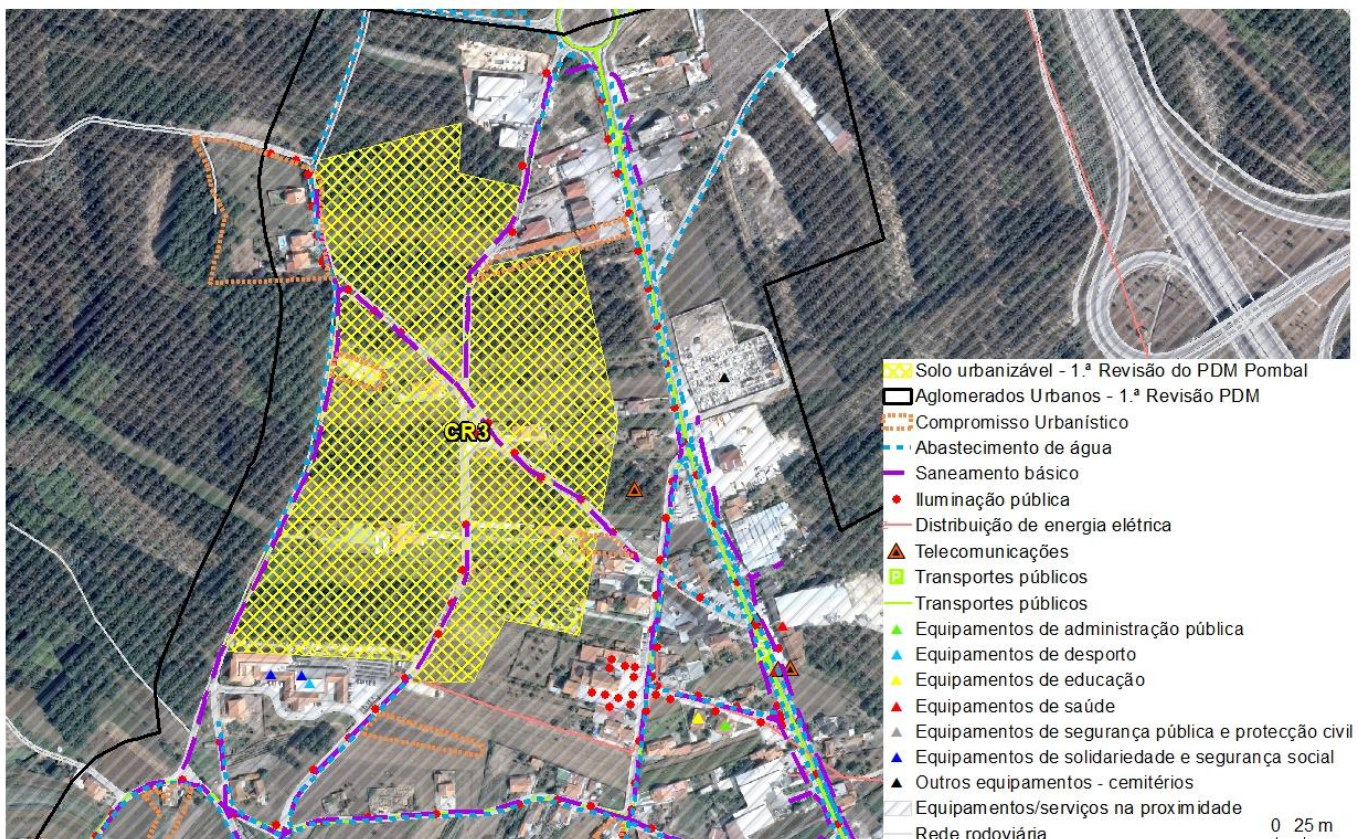 CR3
Solo urbanizável - 1.ª Revisão do PDM Pombal
Aglomerados Urbanos - 1.ª Revisão PDM
Compromisso Urbanístico
Abastecimento de água
Saneamento básico
Iluminação pública
Distribuição de energia elétrica
Telecomunicações
P Transportes públicos
Transportes públicos
Equipamentos de administração pública
Equipamentos de desporto
Equipamentos de educação
Equipamentos de saúde
Equipamentos de segurança pública e protecção civil
Equipamentos de solidariedade e segurança social
Outros equipamentos - cemitérios
Equipamentos/serviços na proximidade
Rede rodoviária
0 25 m